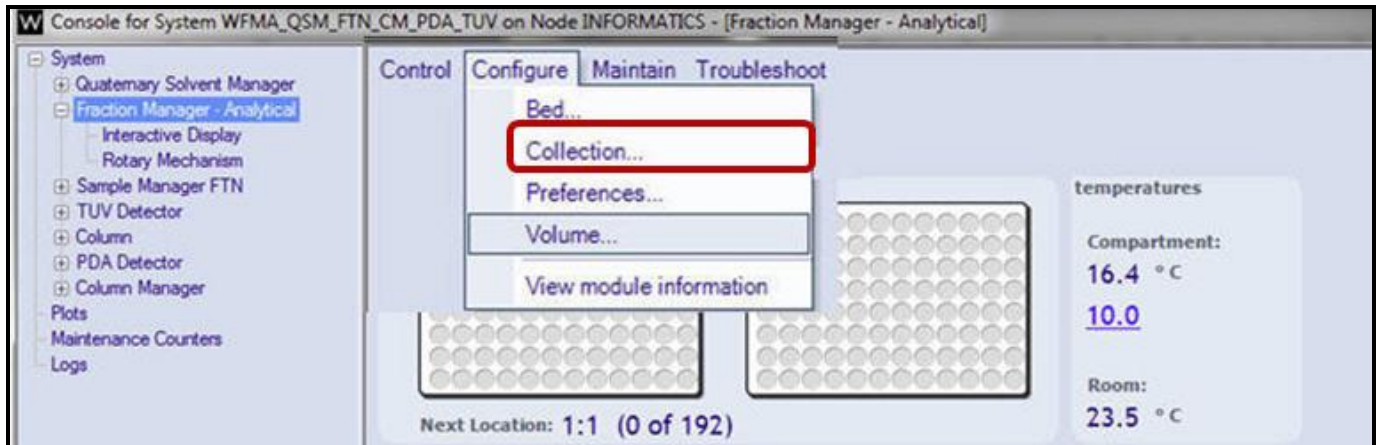 W Console for System WFMA_QSM_FTN_CM_PDA_TUV on Node INFORMATICS - [Fraction Manager - Analytical]
System
Quaternary Solvent Manager
Fraction Manager - Analytical
Interactive Display
Rotary Mechanism
Sample Manager FTN
TUV Detector
Column
PDA Detector
Column Manager
Plots
Maintenance Counters
Logs
Control Configure Maintain Troubleshoot
Bed...
Collection...
Preferences...
Volume...
View module information
Next Location: 1:1 (0 of 192)
temperatures
Compartment:
16.4 °C
10.0
Room:
23.5 °C